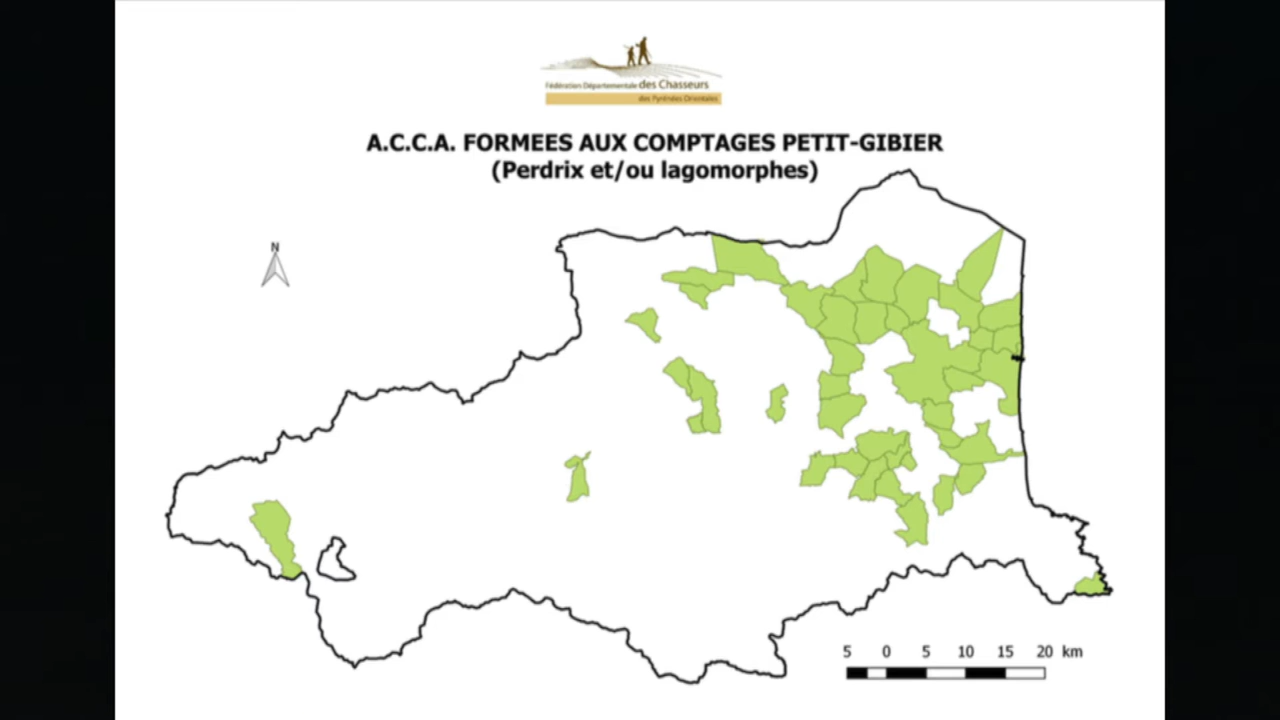 Fédération Départementale des Chasseurs
des Pyrénées Orientales
A.C.C.A. FORMEES AUX COMPTAGES PETIT-GIBIER
(Perdrix et/ou lagomorphes)
N
5 0 5 10 15 20 km